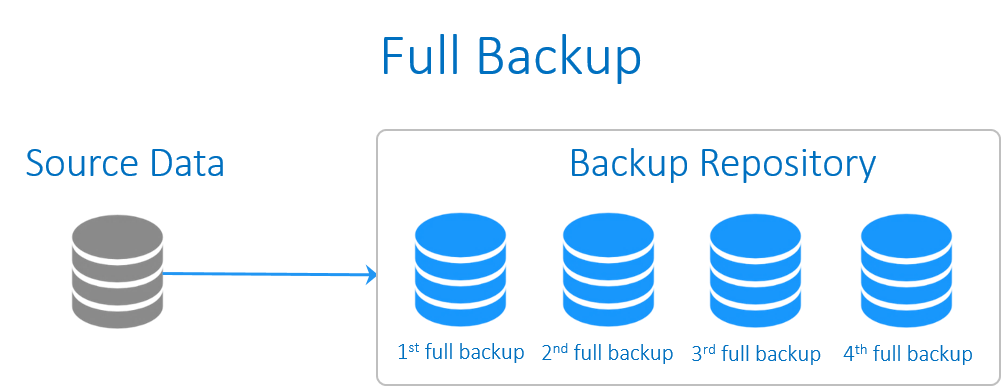 Full Backup
Source Data
Backup Repository
1st full backup
2nd full backup
3rd full backup
4th full backup